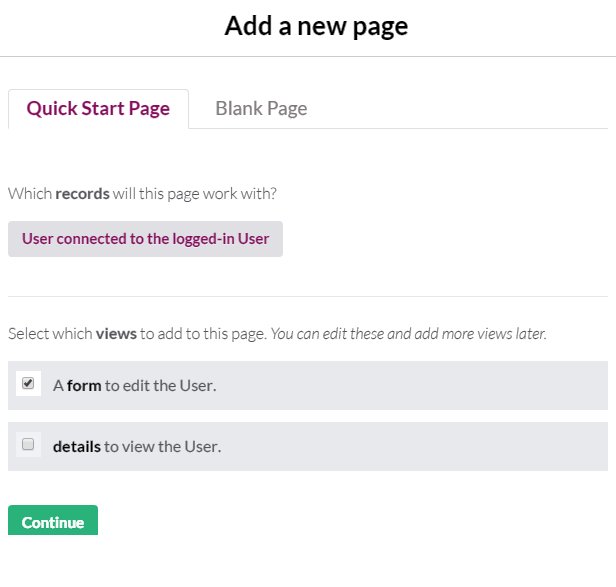 Add a new page
Quick Start Page
Blank Page
Which records will this page work with?
User connected to the logged-in User
Select which views to add to this page. You can edit these and add more views later.
A form to edit the User.
details to view the User.
Continue